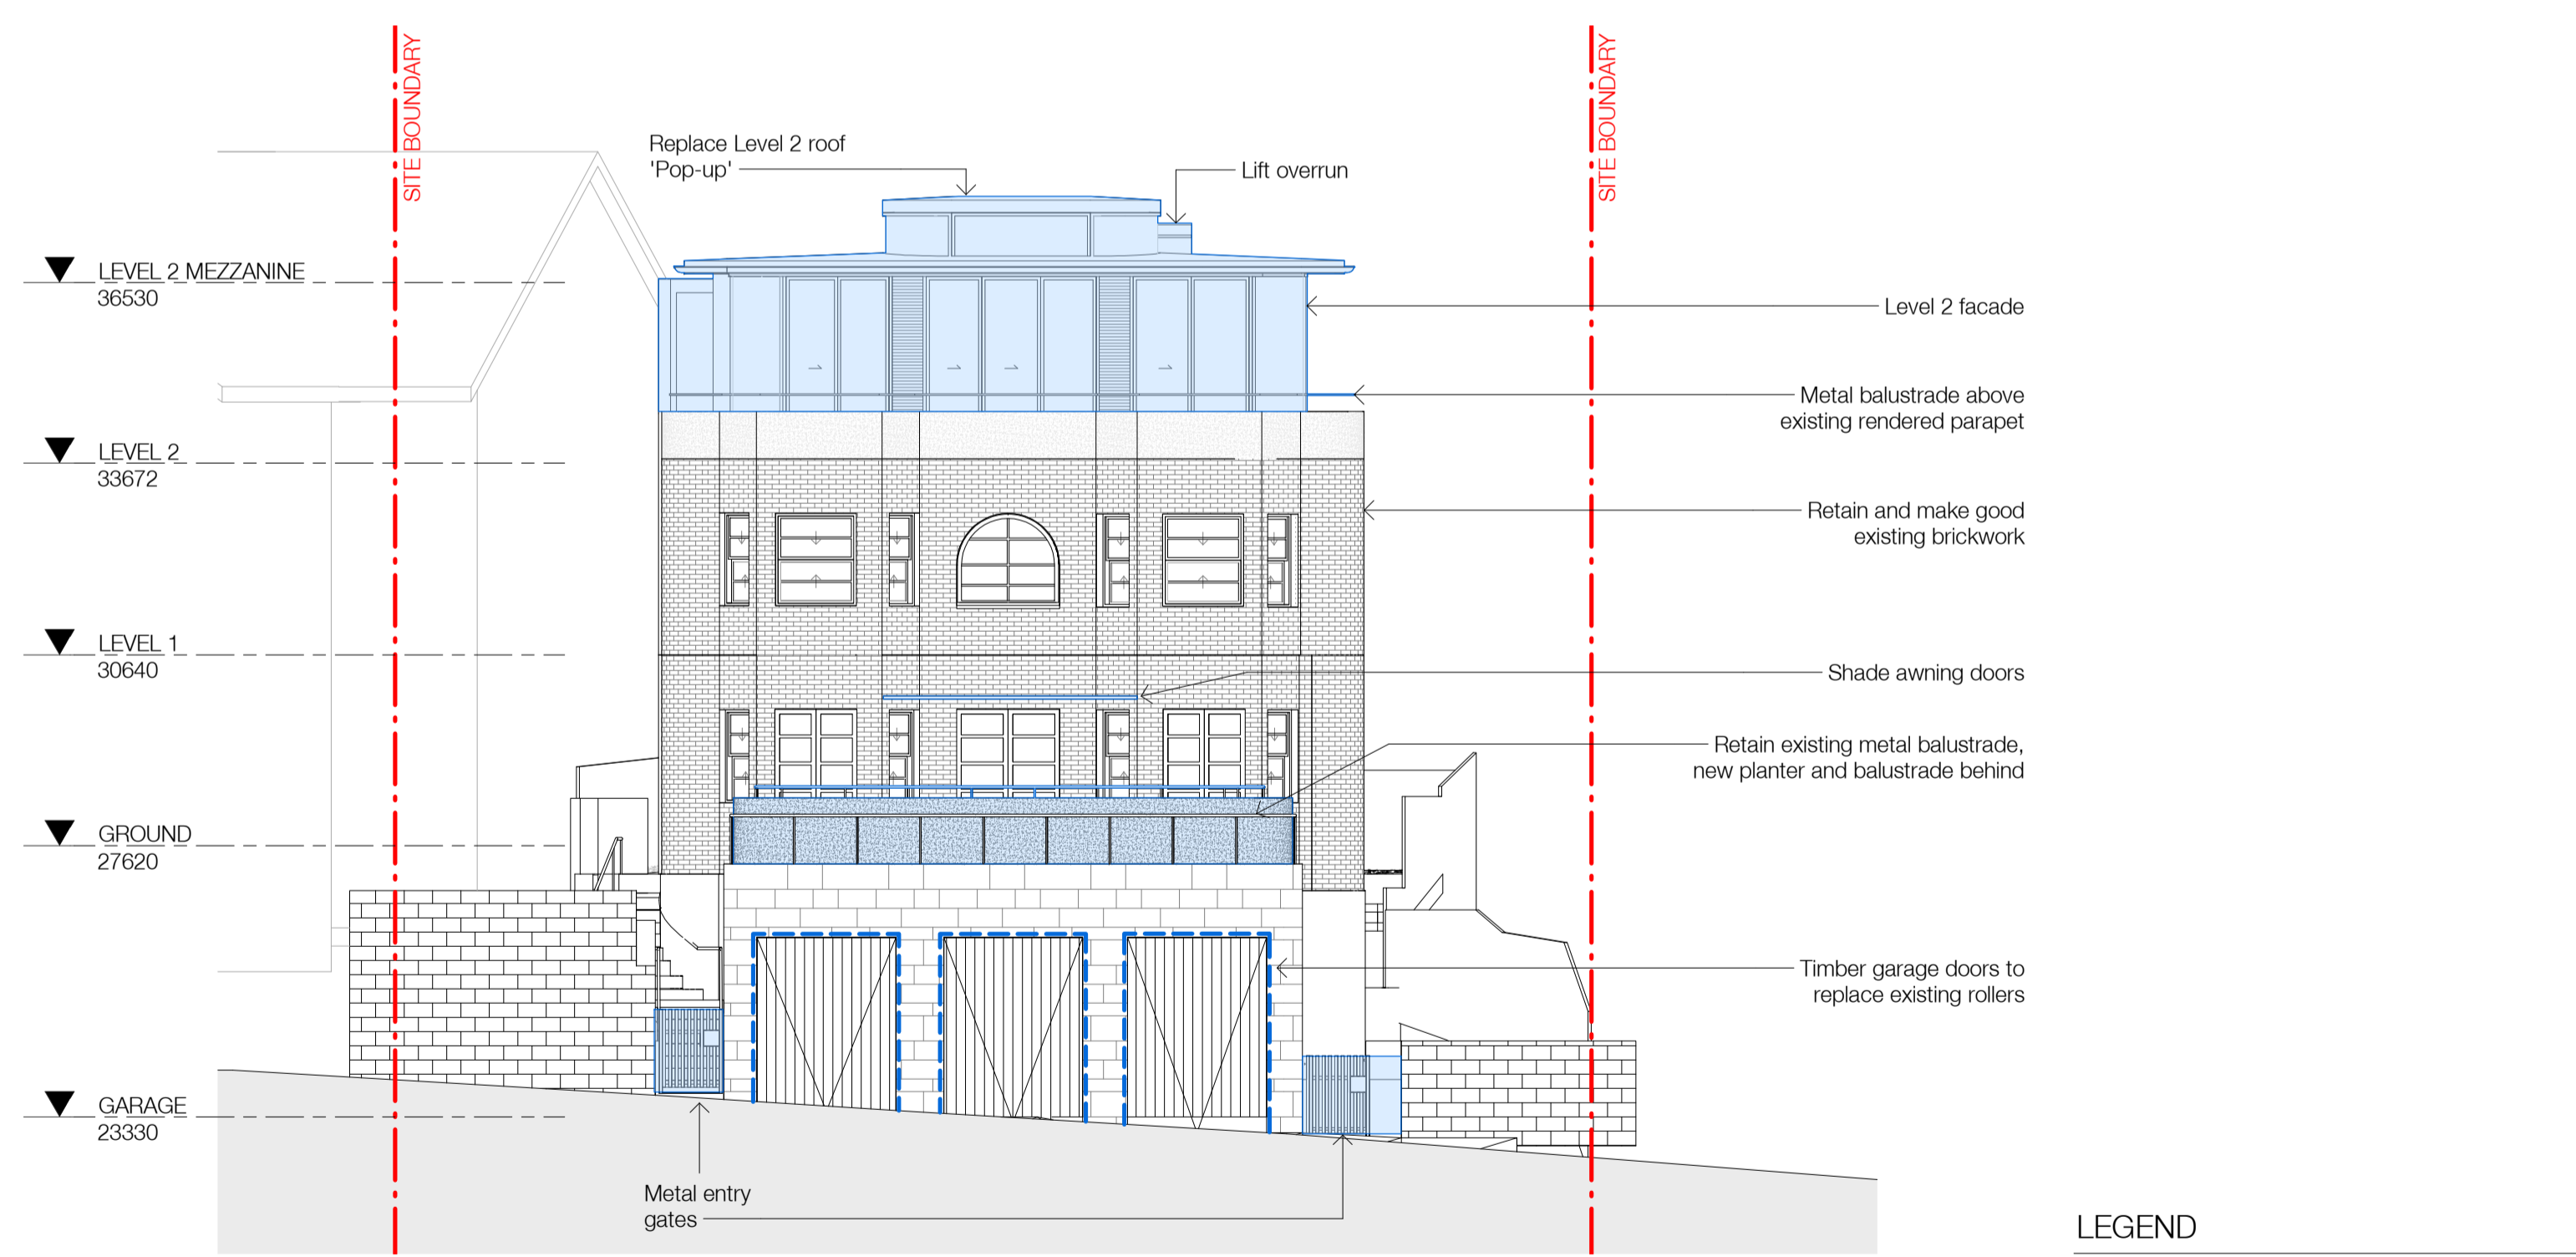 SITE BOUNDARY
SITE BOUNDARY
Replace Level 2 roof
'Pop-up'
Lift overrun
LEVEL 2 MEZZANINE
36530
Level 2 facade
Metal balustrade above
existing rendered parapet
LEVEL 2
33672
Retain and make good
existing brickwork
LEVEL 1
30640
Shade awning doors
Retain existing metal balustrade,
new planter and balustrade behind
GROUND
27620
Timber garage doors to
replace existing rollers
GARAGE
23330
Metal entry
gates
LEGEND